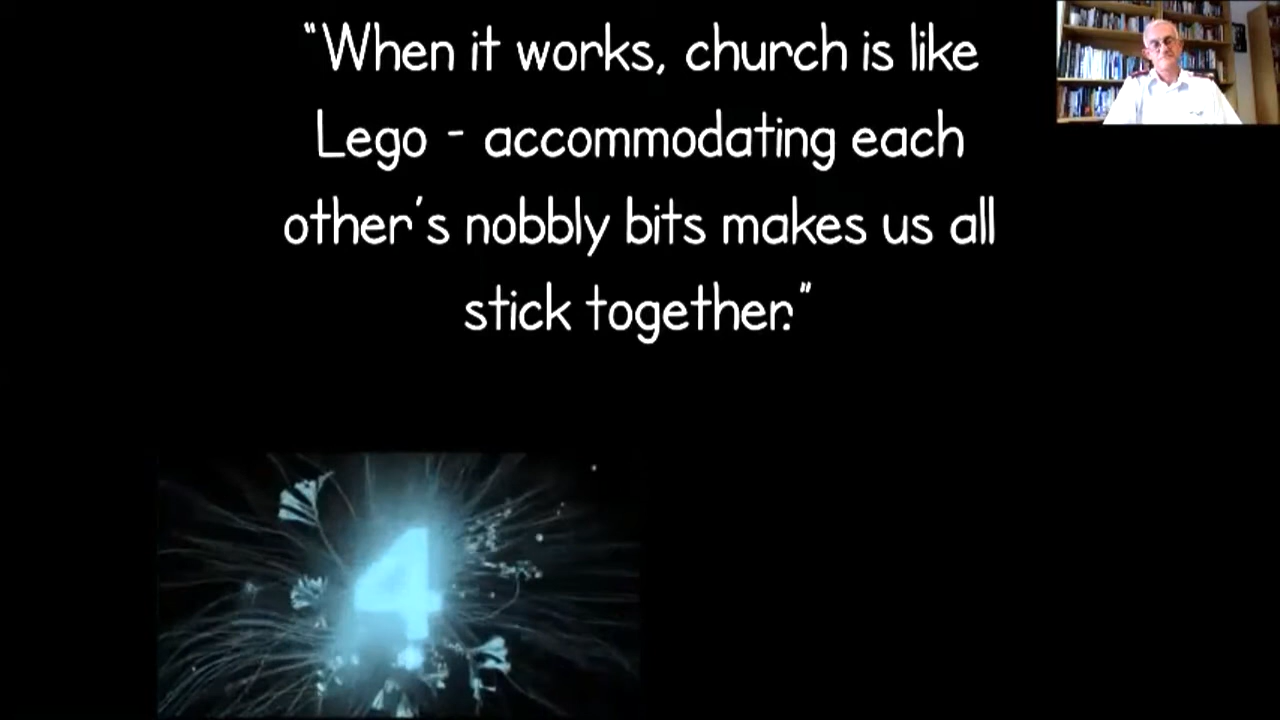 "When it works, church is like
Lego - accommodating each
other's nobbly bits makes us all
stick together."
4